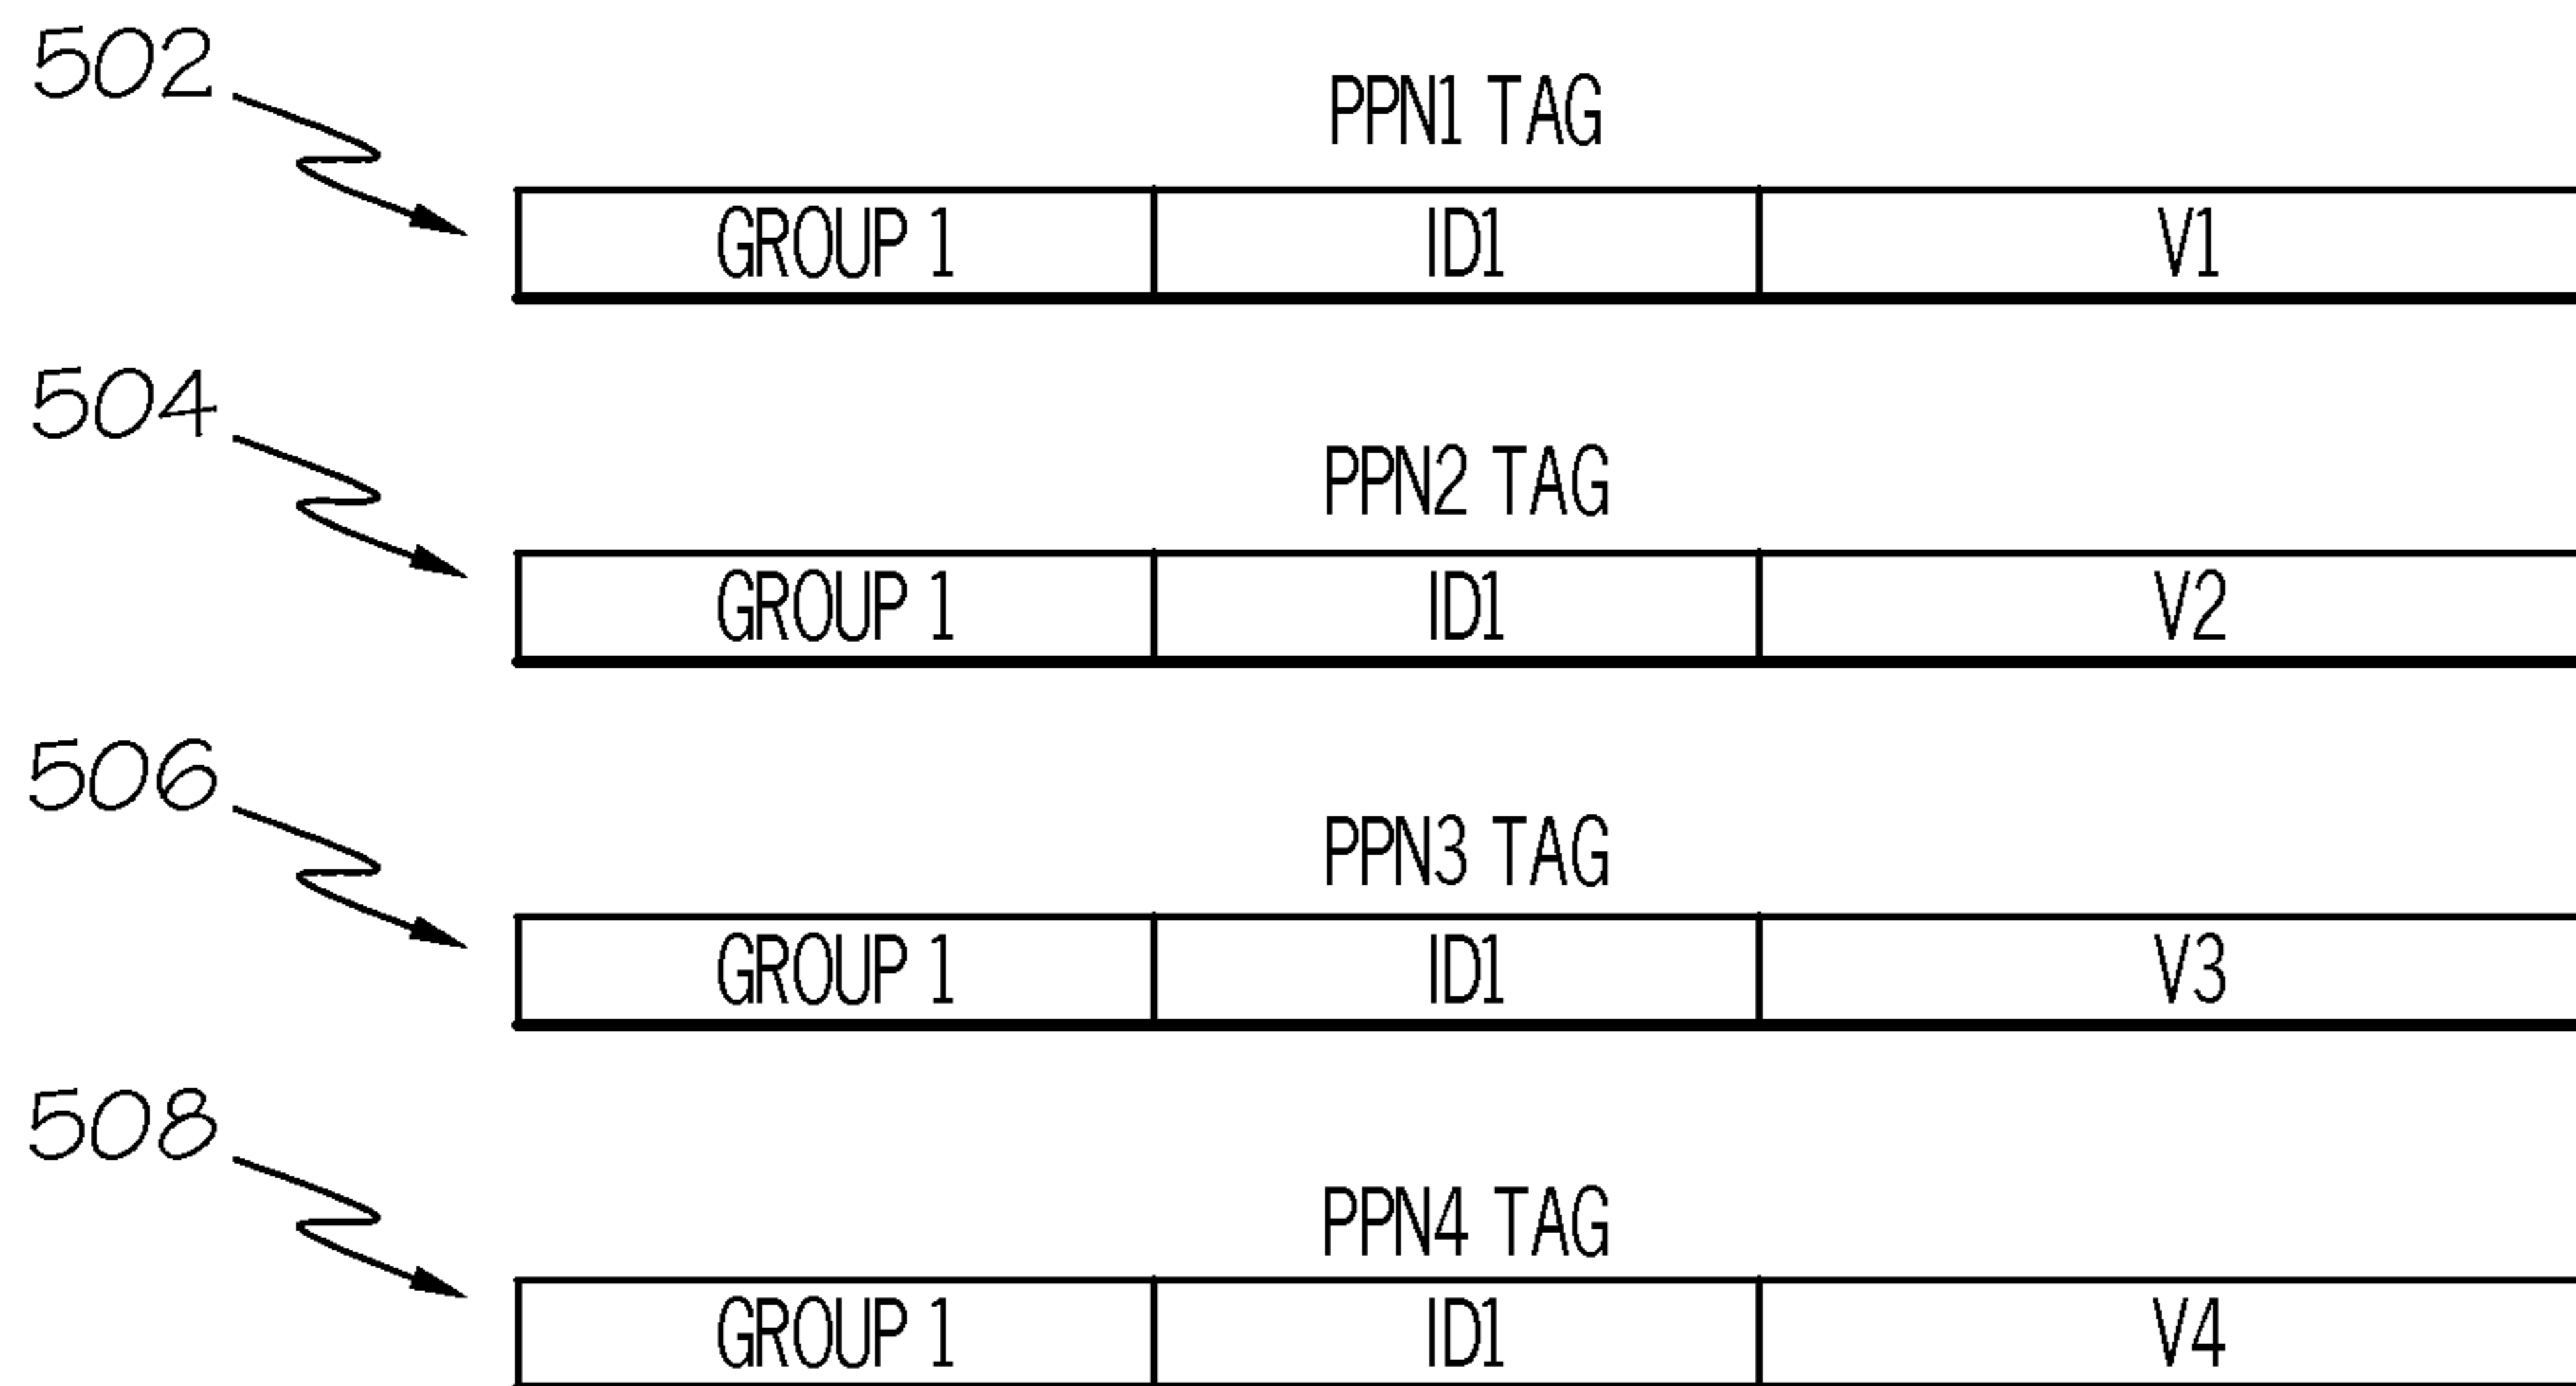 502
PPN1 TAG
GROUP 1 ID1 V1
504
PPN2 TAG
GROUP 1 ID1 V2
506
PPN3 TAG
GROUP 1 ID1 V3
508
PPN4 TAG
GROUP 1 ID1 V4